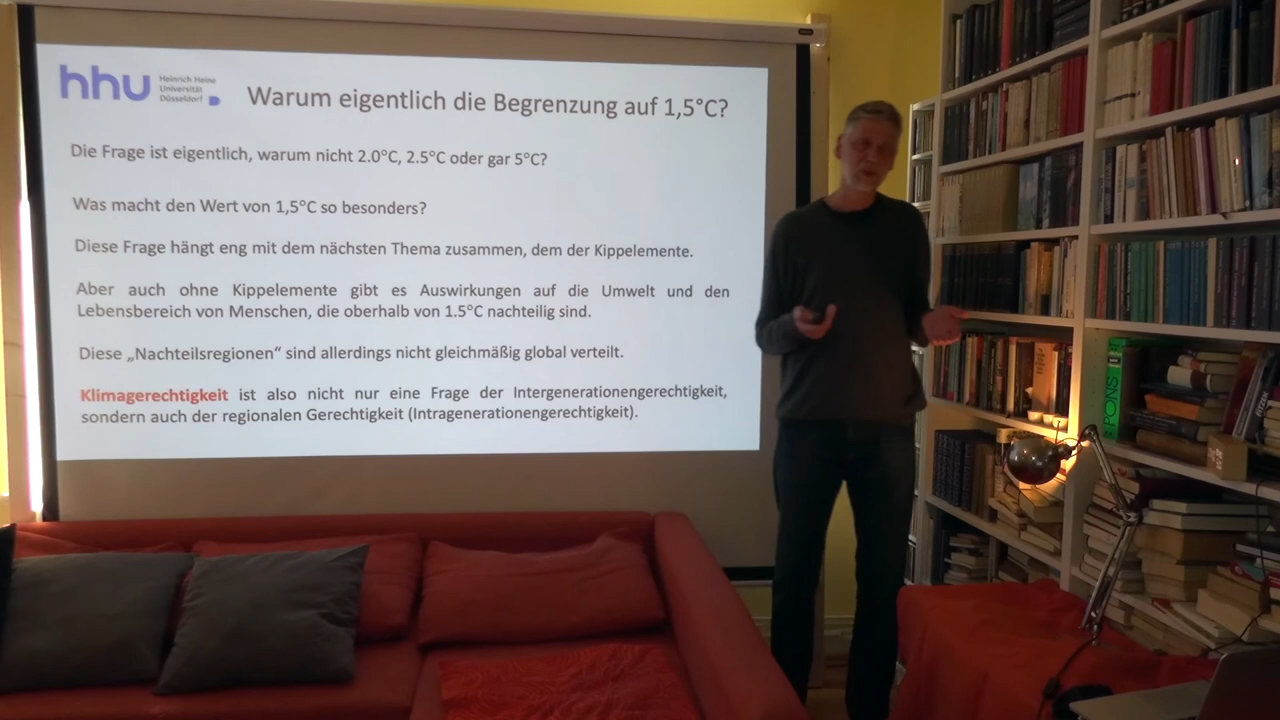 hhu
Heinrich Heine
Universität
Düsseldorf
Warum eigentlich die Begrenzung auf 1,5°C?
Die Frage ist eigentlich, warum nicht 2.0°C, 2.5°C oder gar 5°C?
Was macht den Wert von 1,5°C so besonders?
Diese Frage hängt eng mit dem nächsten Thema zusammen, dem der Kippelemente.
Aber auch ohne Kippelemente gibt es Auswirkungen auf die Umwelt und den
Lebensbereich von Menschen, die oberhalb von 1.5°C nachteilig sind.
Diese „Nachteilsregionen“ sind allerdings nicht gleichmäßig global verteilt.
Klimagerechtigkeit ist also nicht nur eine Frage der Intergenerationengerechtigkeit,
sondern auch der regionalen Gerechtigkeit (Intragenerationengerechtigkeit).
PONS